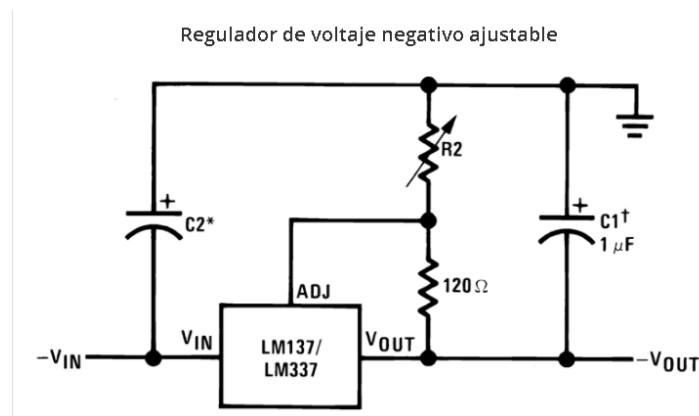 Regulador de voltaje negativo ajustable
R2
+
C2*
+
C1†
1 μF
ADJ
120Ω
−VIN
VIN
LM137/
LM337
VOUT
−VOUT